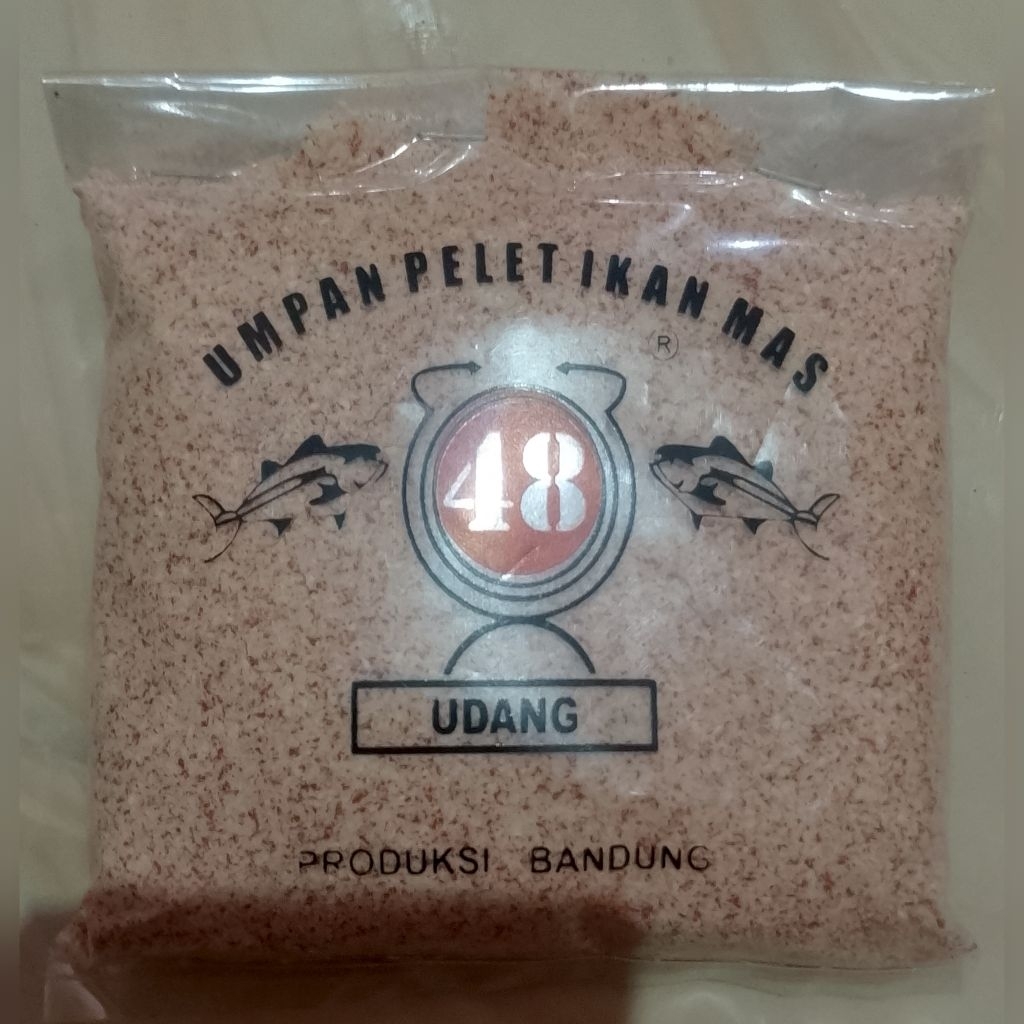 UMPAN PELET IKAN MAS
®
48
UDANG
PRODUKSI BANDUNG